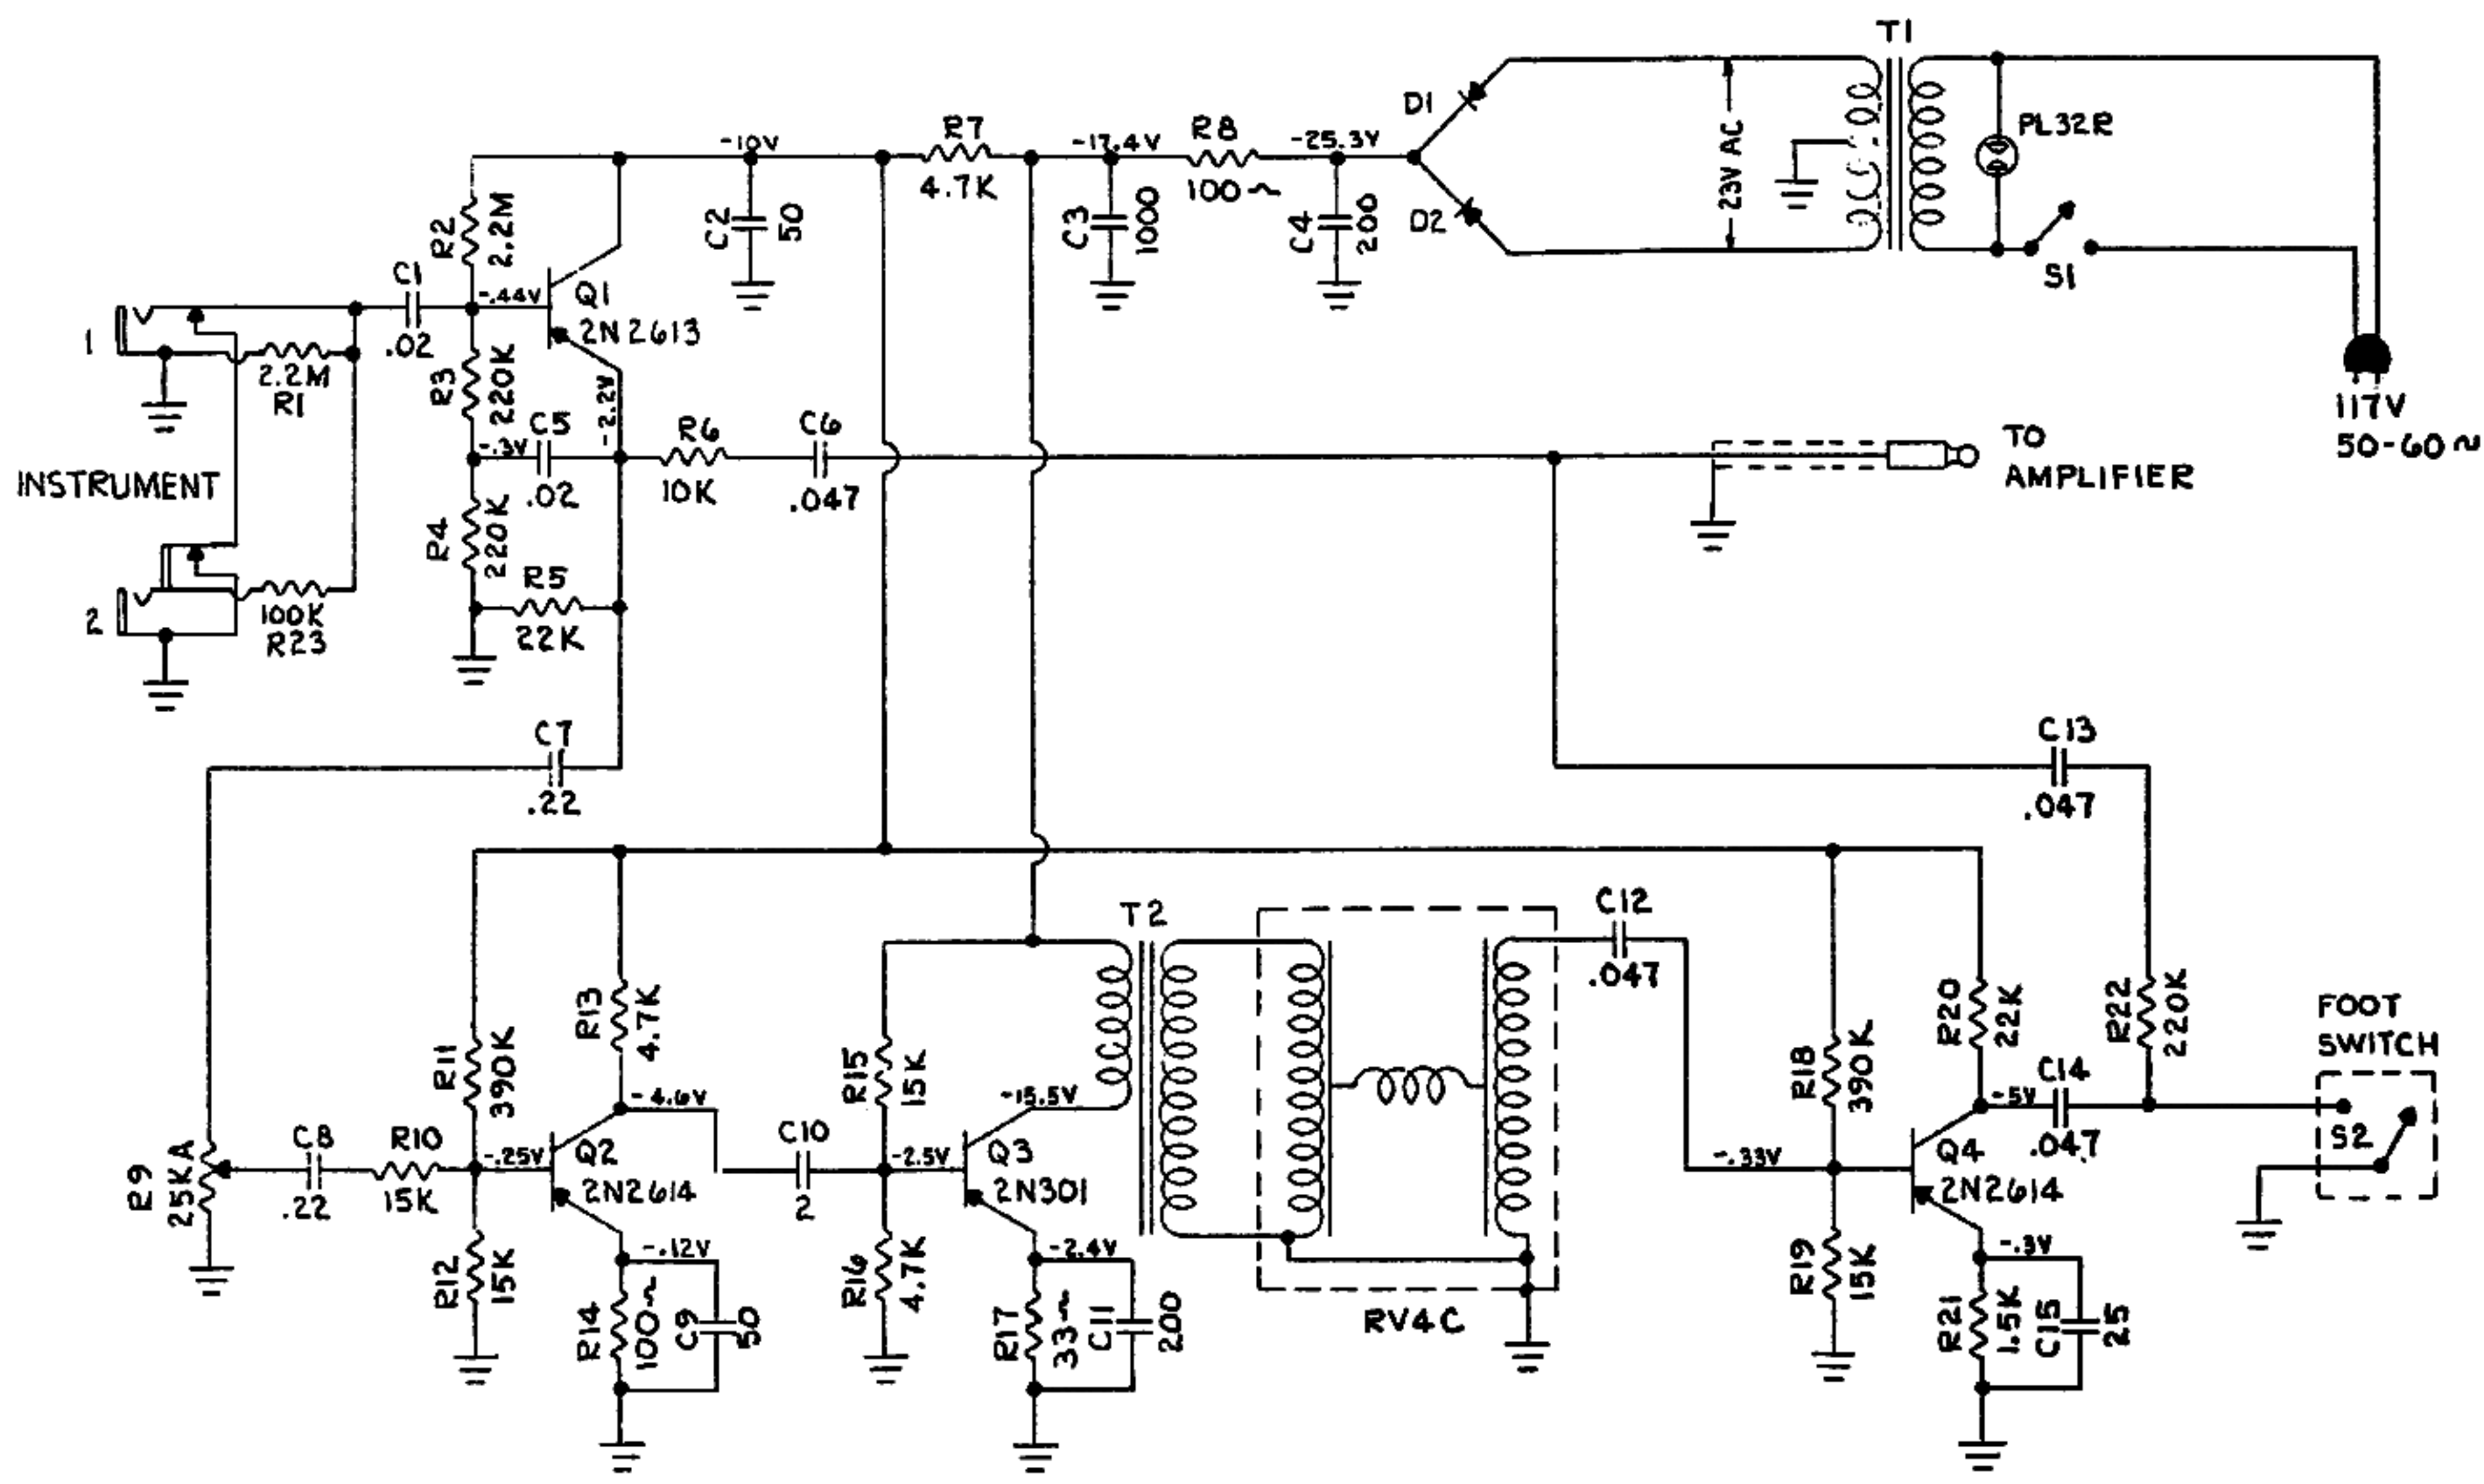 T1
D1
D2
23V AC
PL32R
S1
117V
50-60~
-10V
R7
4.7K
-17.4V
R8
100~
-25.3V
C2
50
C3
1000
C4
200
R2
2.2M
C1
.02
-.44V
Q1
2N2613
1
2.2M
R1
R3
220K
-.3V
C5
.02
-2.2V
R6
10K
C6
.047
TO
AMPLIFIER
INSTRUMENT
R4
220K
R5
22K
2
100K
R23
C7
.22
C13
.047
T2
C12
.047
R13
4.7K
R11
390K
R15
15K
R18
390K
R20
22K
R22
220K
FOOT
SWITCH
S2
R9
25KA
C8
.22
R10
15K
-.25V
-4.6V
Q2
2N2614
C10
2
-15.5V
-2.5V
Q3
2N301
-.33V
-5V
C14
.047
Q4
2N2614
R12
15K
-.12V
R14
100~
C9
50
R16
4.7K
-2.4V
R17
33~
C11
200
RV4C
R19
15K
-.3V
R21
1.5K
C15
25